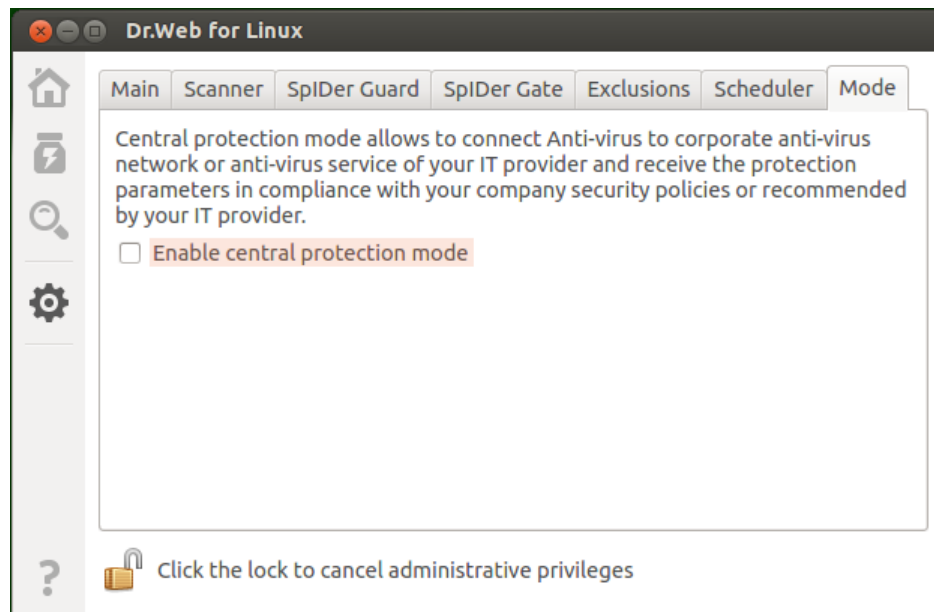 Dr.Web for Linux
Main Scanner SpIDer Guard SpIDer Gate Exclusions Scheduler Mode
Central protection mode allows to connect Anti-virus to corporate anti-virus
network or anti-virus service of your IT provider and receive the protection
parameters in compliance with your company security policies or recommended
by your IT provider.
Enable central protection mode
? Click the lock to cancel administrative privileges